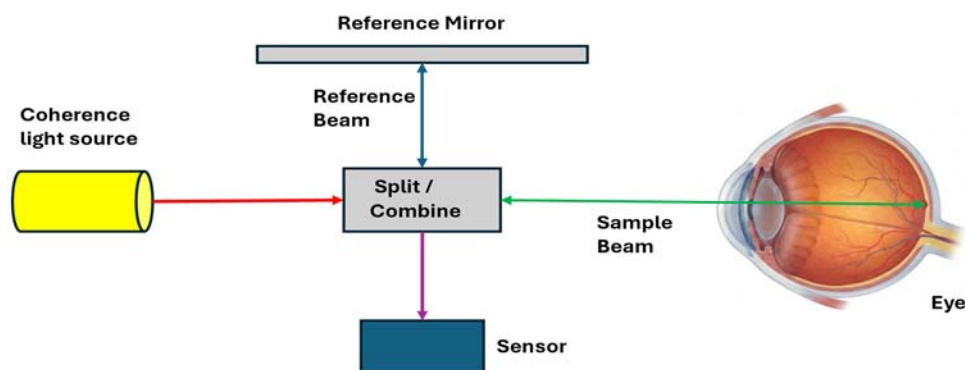 Reference Mirror
Coherence
light source
Reference
Beam
Split /
Combine
Sample
Beam
Eye
Sensor